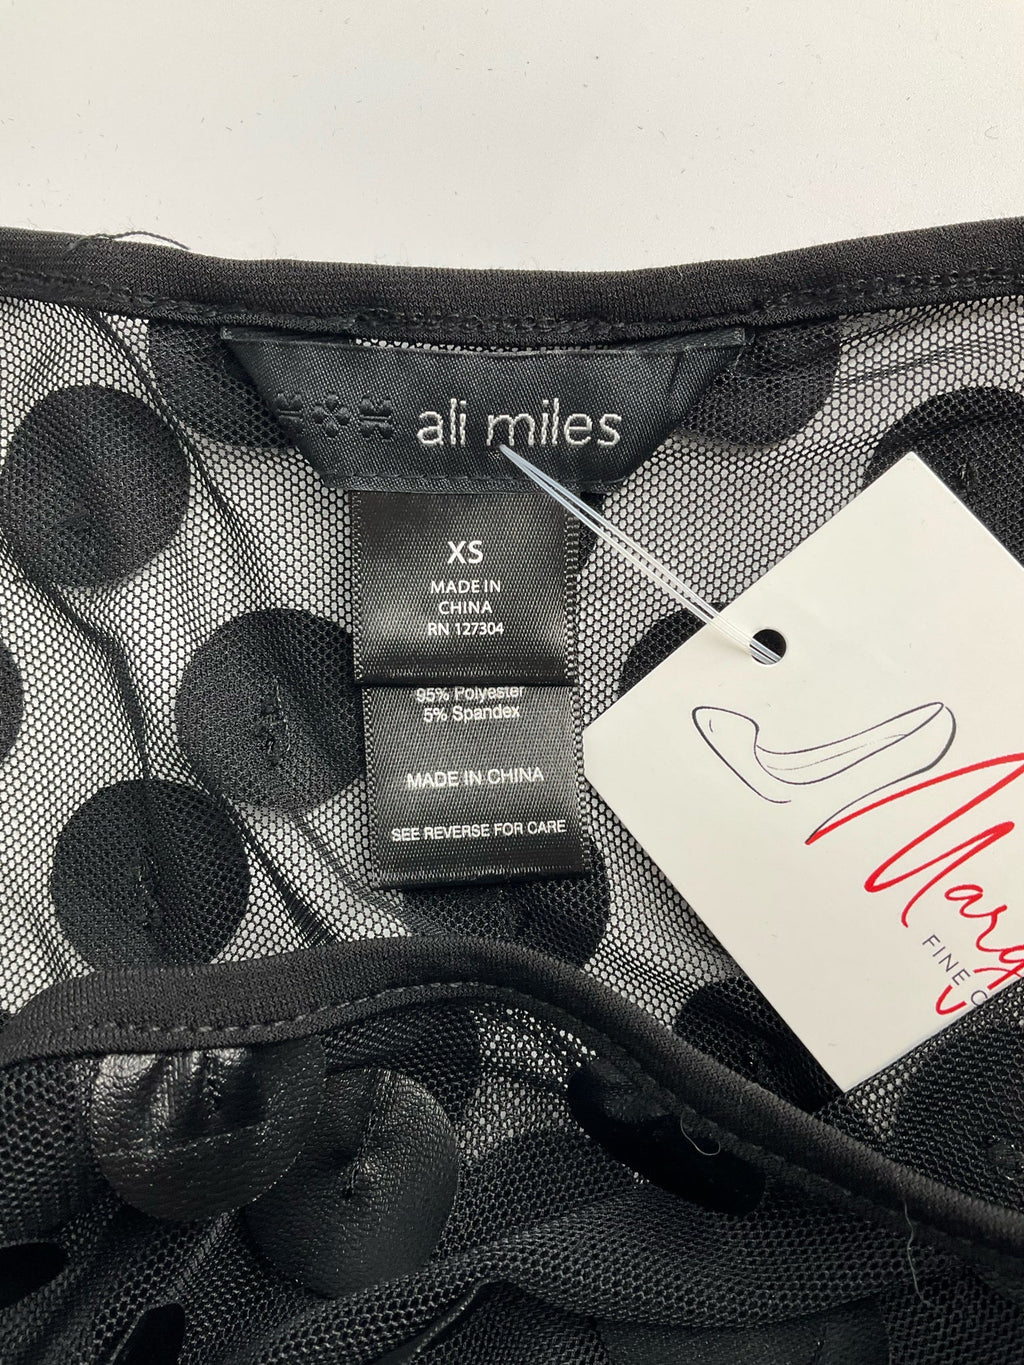 ali miles
XS
MADE IN
CHINA
RN 127304
95% Polyester
5% Spandex
MADE IN CHINA
SEE REVERSE FOR CARE
FINE